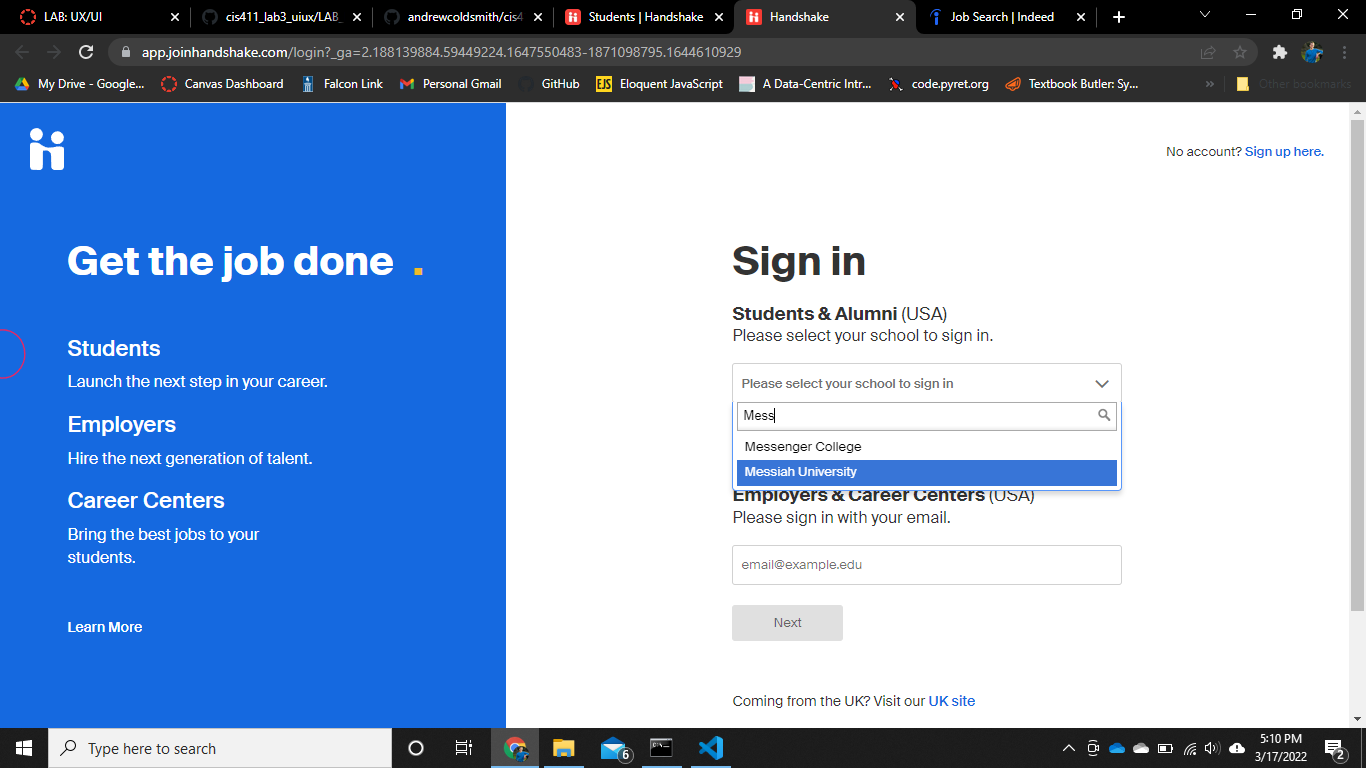 LAB: UX/UI
cis411_lab3_uiux/LAB_
andrewcoldsmith/cis4
Students | Handshake
Handshake
Job Search | Indeed
app.joinhandshake.com/login?_ga=2.188139884.59449224.1647550483-1871098795.1644610929
My Drive - Google...
Canvas Dashboard
Falcon Link
Personal Gmail
GitHub
EJS
Eloquent JavaScript
A Data-Centric Intr...
code.pyret.org
Textbook Butler: Sy...
»
Other bookmarks
No account? Sign up here.
Get the job done .
Students
Launch the next step in your career.
Employers
Hire the next generation of talent.
Career Centers
Bring the best jobs to your
students.
Learn More
Sign in
Students & Alumni (USA)
Please select your school to sign in.
Please select your school to sign in
Mess
Messenger College
Messiah University
Employers & Career Centers (USA)
Please sign in with your email.
email@example.edu
Next
Coming from the UK? Visit our UK site
Type here to search
6
5:10 PM
3/17/2022
2